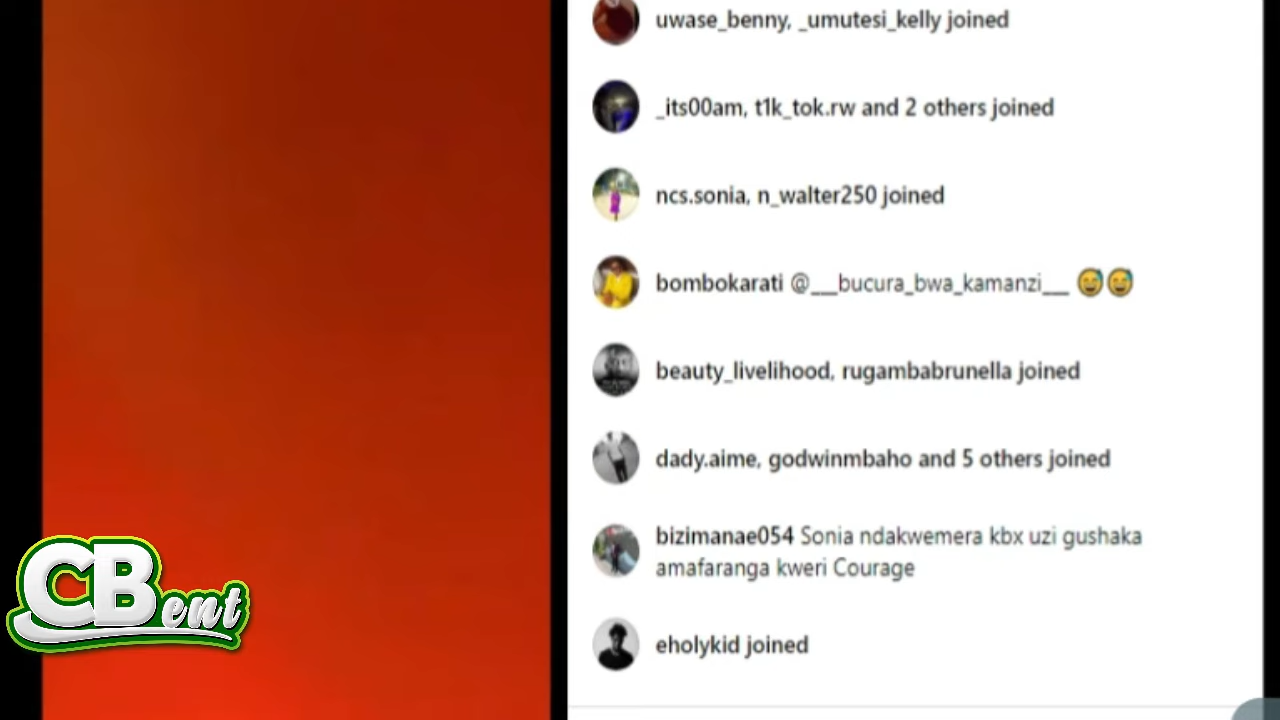 uwase_benny, _umutesi_kelly joined
_its00am, t1k_tok.rw and 2 others joined
ncs.sonia, n_walter250 joined
bombokarati @___bucura_bwa_kamanzi___ 😅😅
beauty_livelihood, rugambabrunella joined
dady.aime, godwinmbaho and 5 others joined
bizimanae054 Sonia ndakwemera kbx uzi gushaka
amafaranga kweri Courage
eholykid joined
CBent